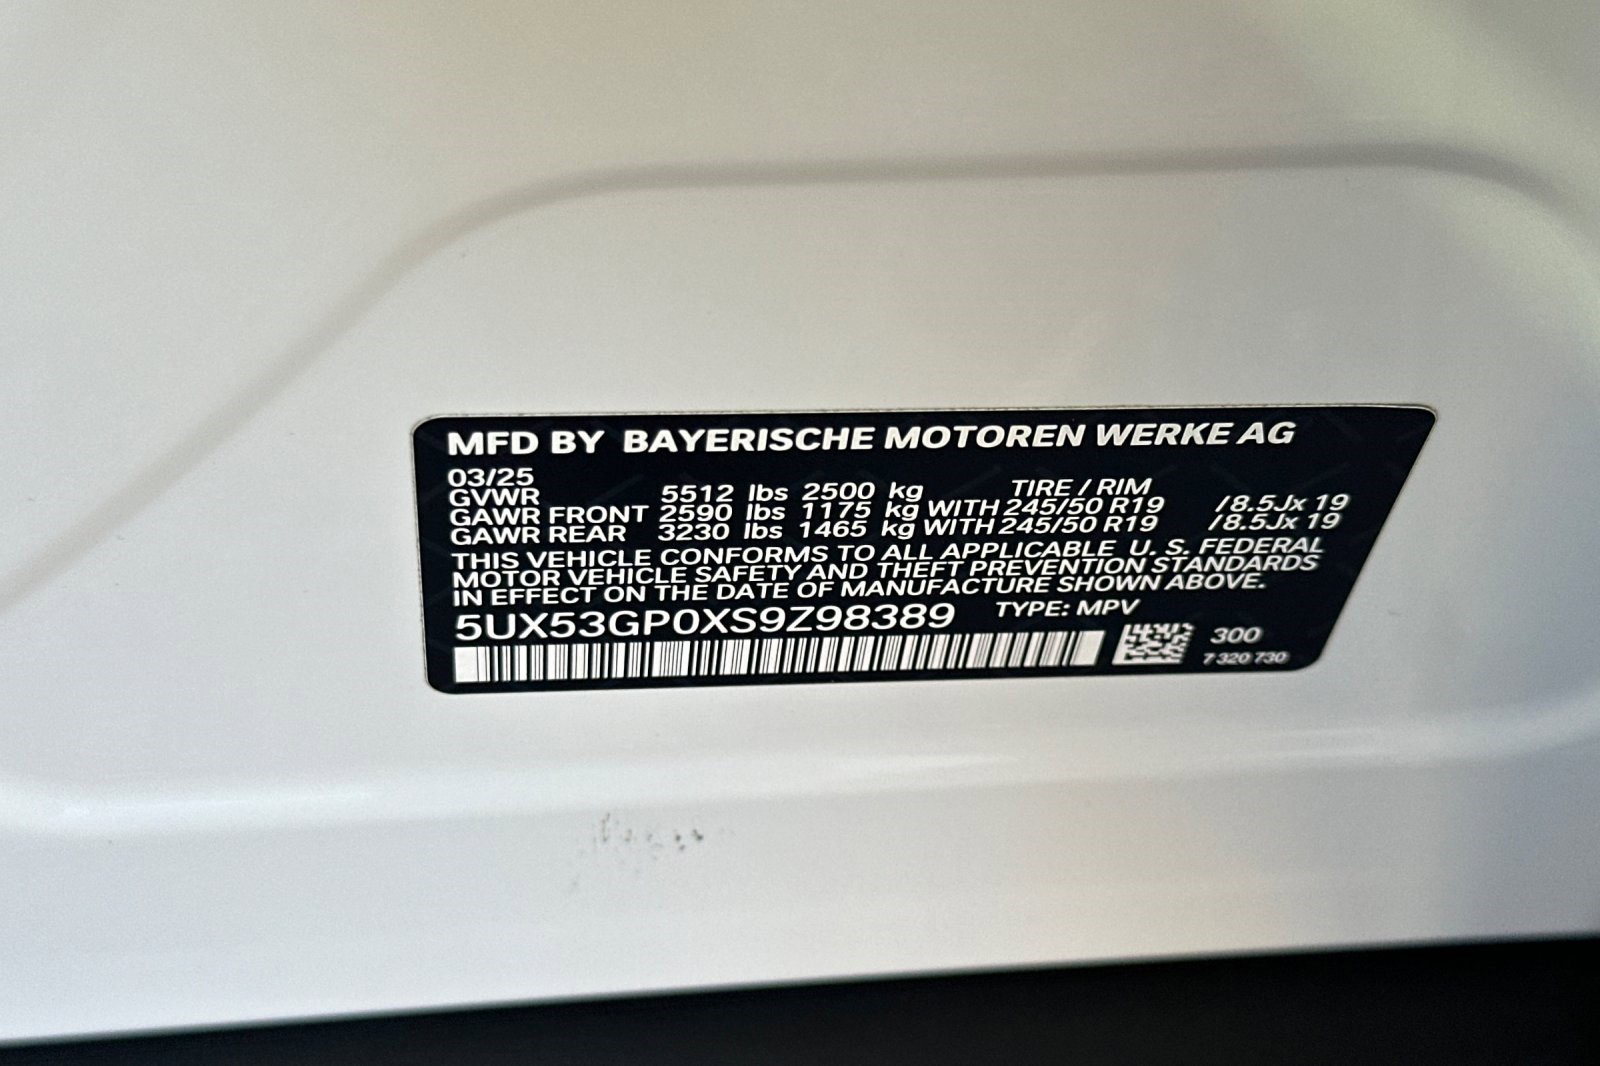 MFD BY BAYERISCHE MOTOREN WERKE AG
03/25
GVWR 5512 lbs 2500 kg TIRE / RIM
GAWR FRONT 2590 lbs 1175 kg WITH 245/50 R19 /8.5Jx 19
GAWR REAR 3230 lbs 1465 kg WITH 245/50 R19 /8.5Jx 19
THIS VEHICLE CONFORMS TO ALL APPLICABLE U. S. FEDERAL
MOTOR VEHICLE SAFETY AND THEFT PREVENTION STANDARDS
IN EFFECT ON THE DATE OF MANUFACTURE SHOWN ABOVE.
5UX53GP0XS9Z98389 TYPE: MPV
300
7 320 730